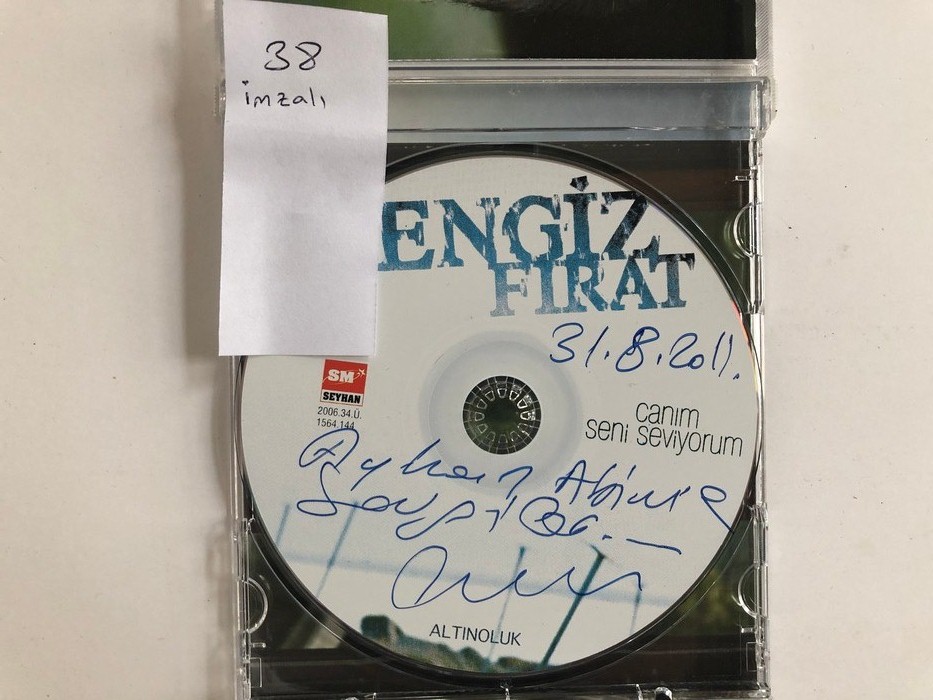 38
imzalı
ENGİZ
FIRAT
31.8.2011.
SM
SEYHAN
2006.34.Ü.
1564.144
canım
seni seviyorum
Ayhan Abime
ALTINOLUK